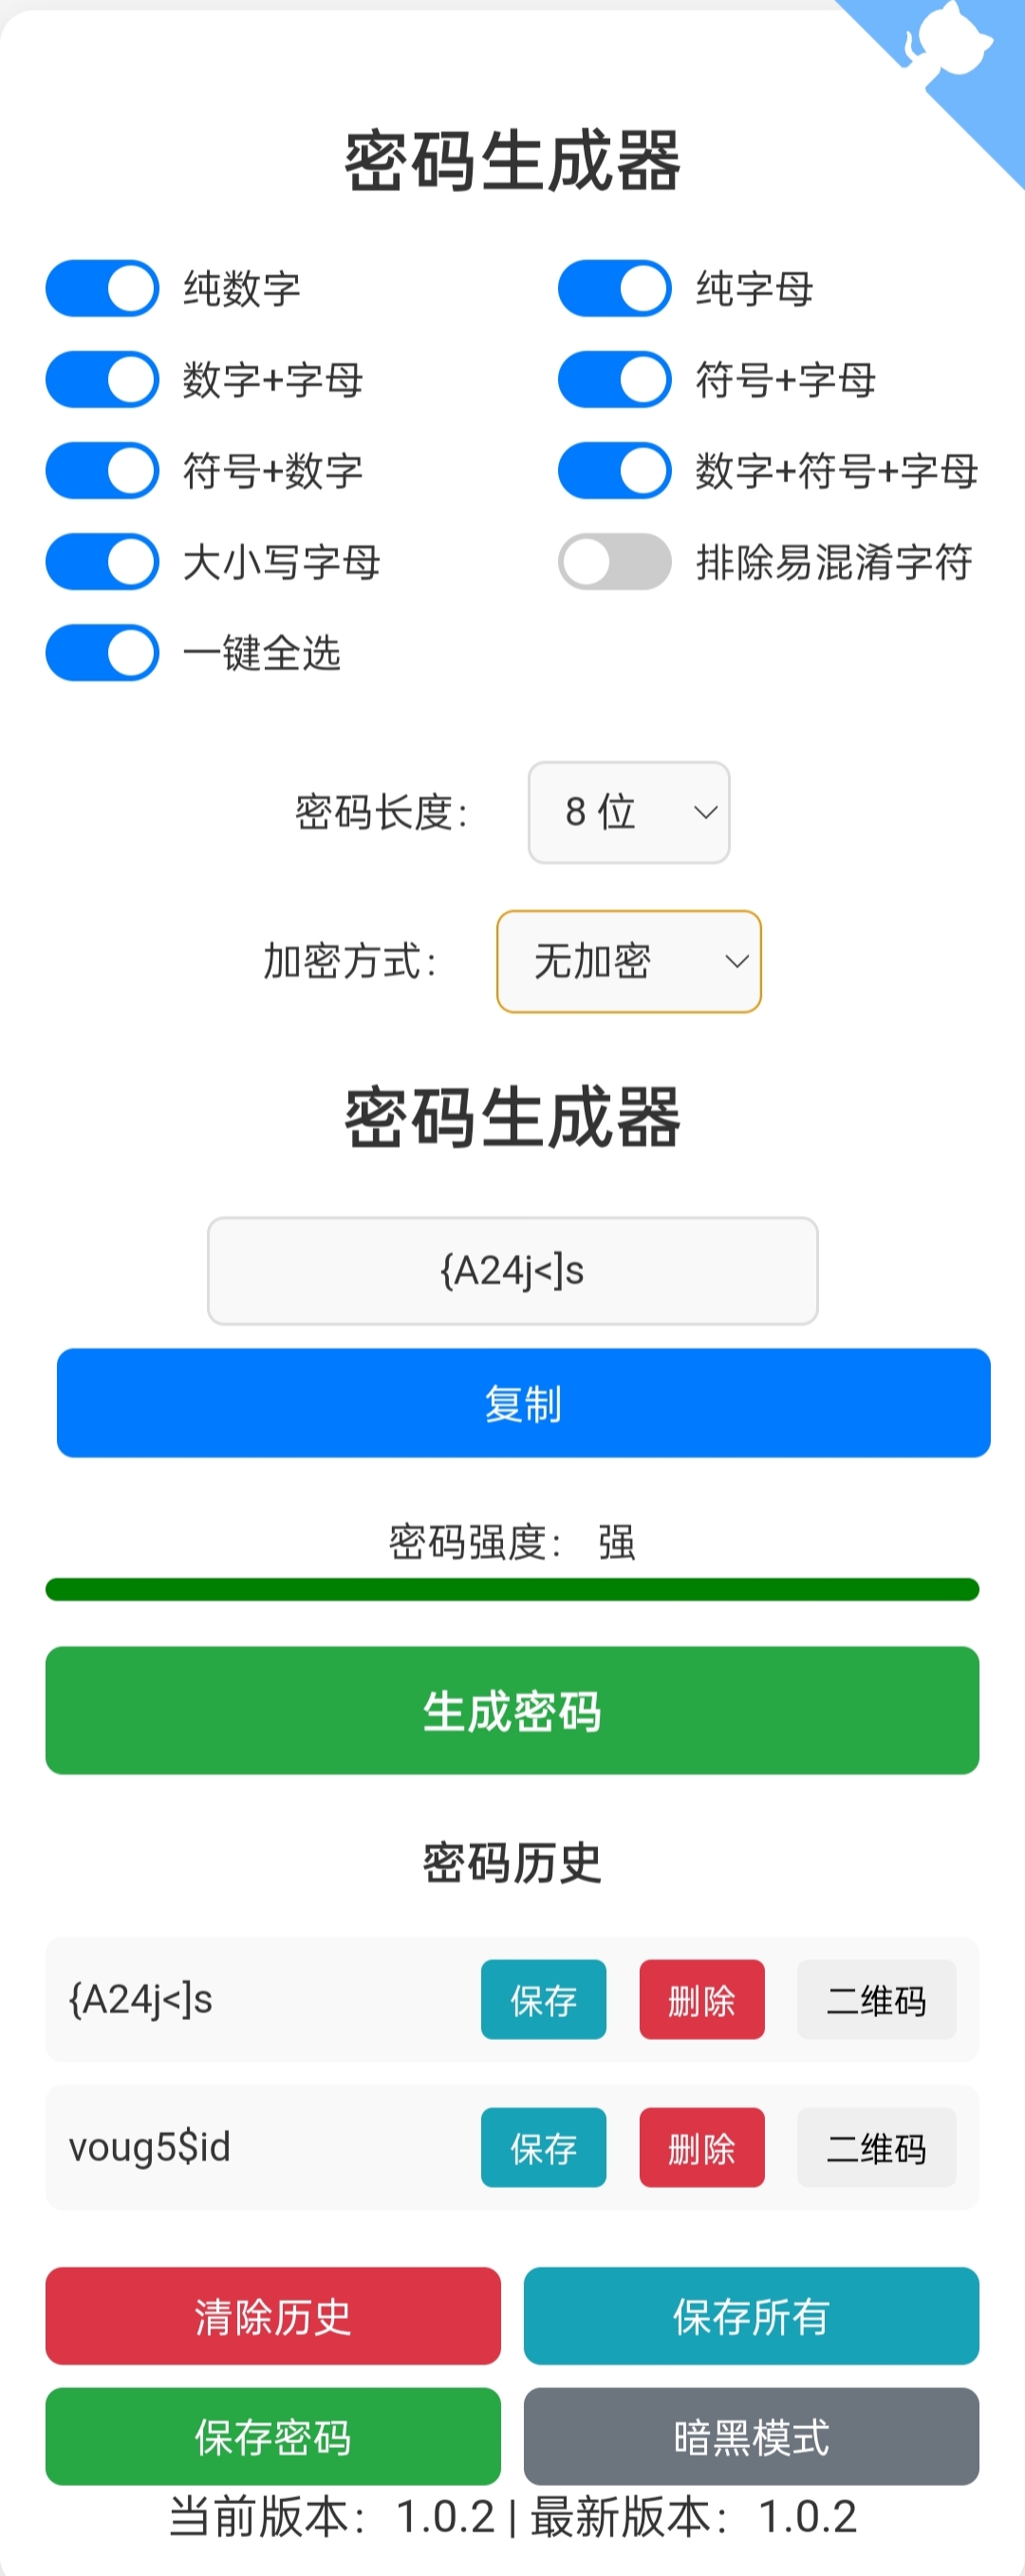 密码生成器
纯数字
纯字母
数字+字母
符号+字母
符号+数字
数字+符号+字母
大小写字母
排除易混淆字符
一键全选
密码长度：
8 位
加密方式：
无加密
密码生成器
{A24j<]s
复制
密码强度： 强
生成密码
密码历史
{A24j<]s
保存
删除
二维码
voug5$id
保存
删除
二维码
清除历史
保存所有
保存密码
暗黑模式
当前版本：1.0.2 | 最新版本：1.0.2